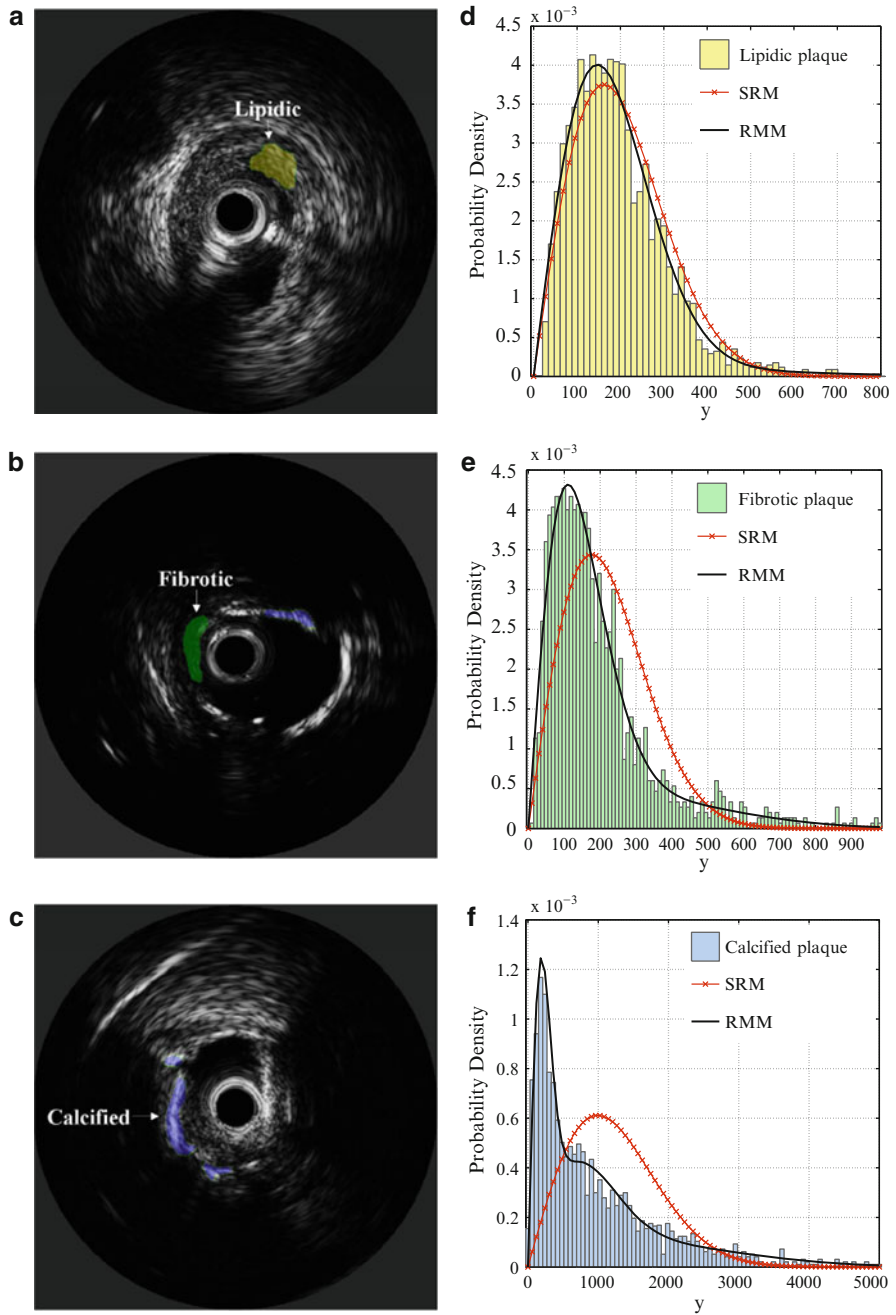 a
Lipidic
b
Fibrotic
c
Calcified
d
x 10⁻³
4.5
4
3.5
3
2.5
2
1.5
1
0.5
0
Probability Density
Lipidic plaque
SRM
RMM
0 100 200 300 400 500 600 700 800
y
e
x 10⁻³
4.5
4
3.5
3
2.5
2
1.5
1
0.5
0
Probability Density
Fibrotic plaque
SRM
RMM
0 100 200 300 400 500 600 700 800 900
y
f
x 10⁻³
1.4
1.2
1
0.8
0.6
0.4
0.2
0
Probability Density
Calcified plaque
SRM
RMM
0 1000 2000 3000 4000 5000
y